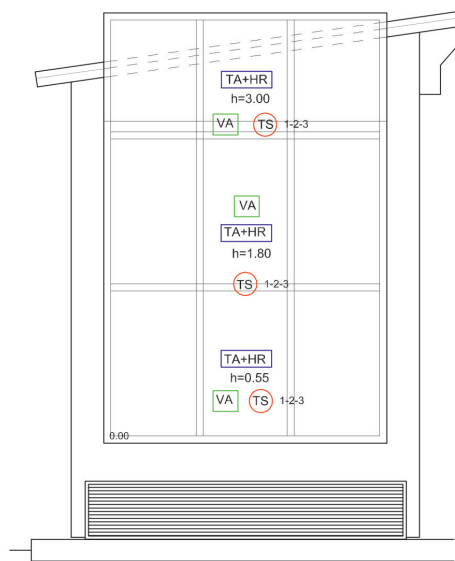 TA+HR
h=3.00
VA TS 1-2-3
VA
TA+HR
h=1.80
TS 1-2-3
TA+HR
h=0.55
VA TS 1-2-3
0.00